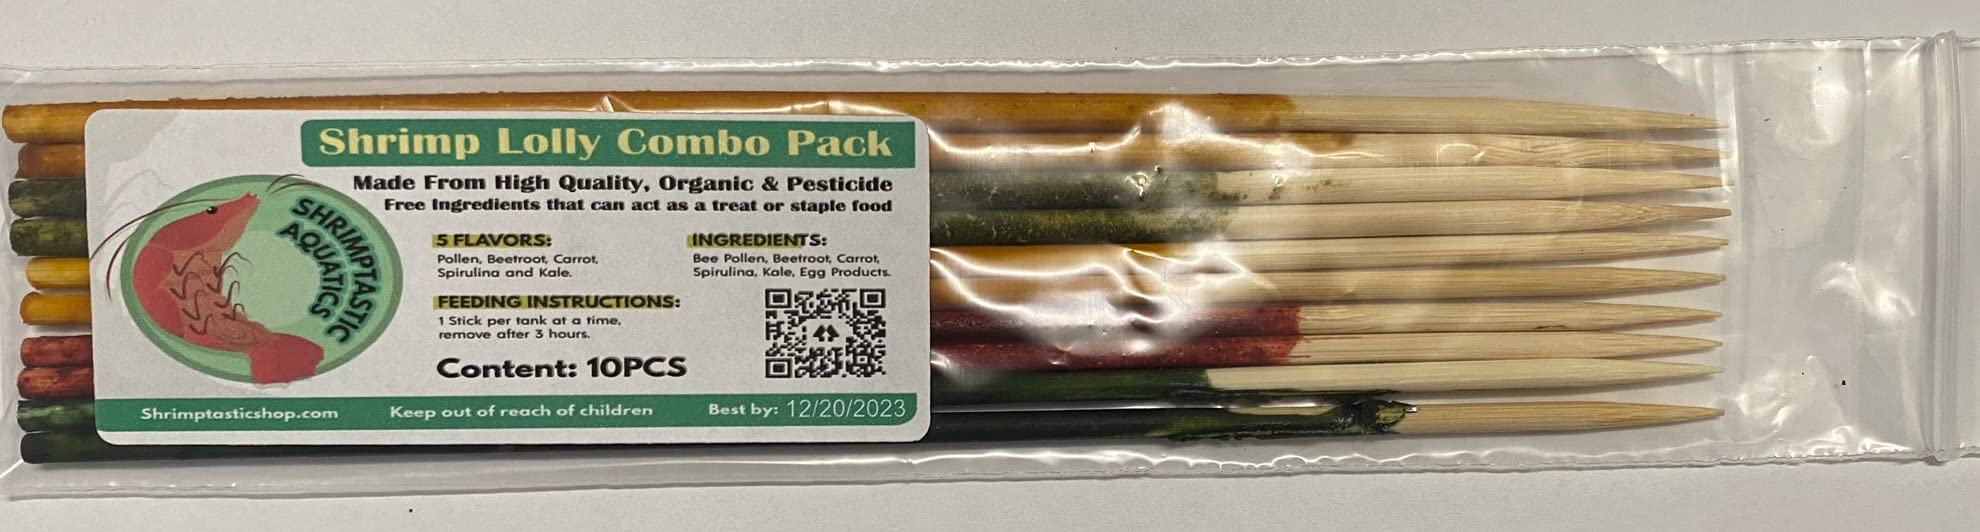 Shrimp Lolly Combo Pack
Made From High Quality, Organic & Pesticide
Free Ingredients that can act as a treat or staple food
SHRIMPTASTIC
AQUATICS
5 FLAVORS:
Pollen, Beetroot, Carrot,
Spirulina and Kale.
INGREDIENTS:
Bee Pollen, Beetroot, Carrot,
Spirulina, Kale, Egg Products.
FEEDING INSTRUCTIONS:
1 Stick per tank at a time,
remove after 3 hours.
Content: 10PCS
Shrimptasticshop.com
Keep out of reach of children
Best by: 12/20/2023